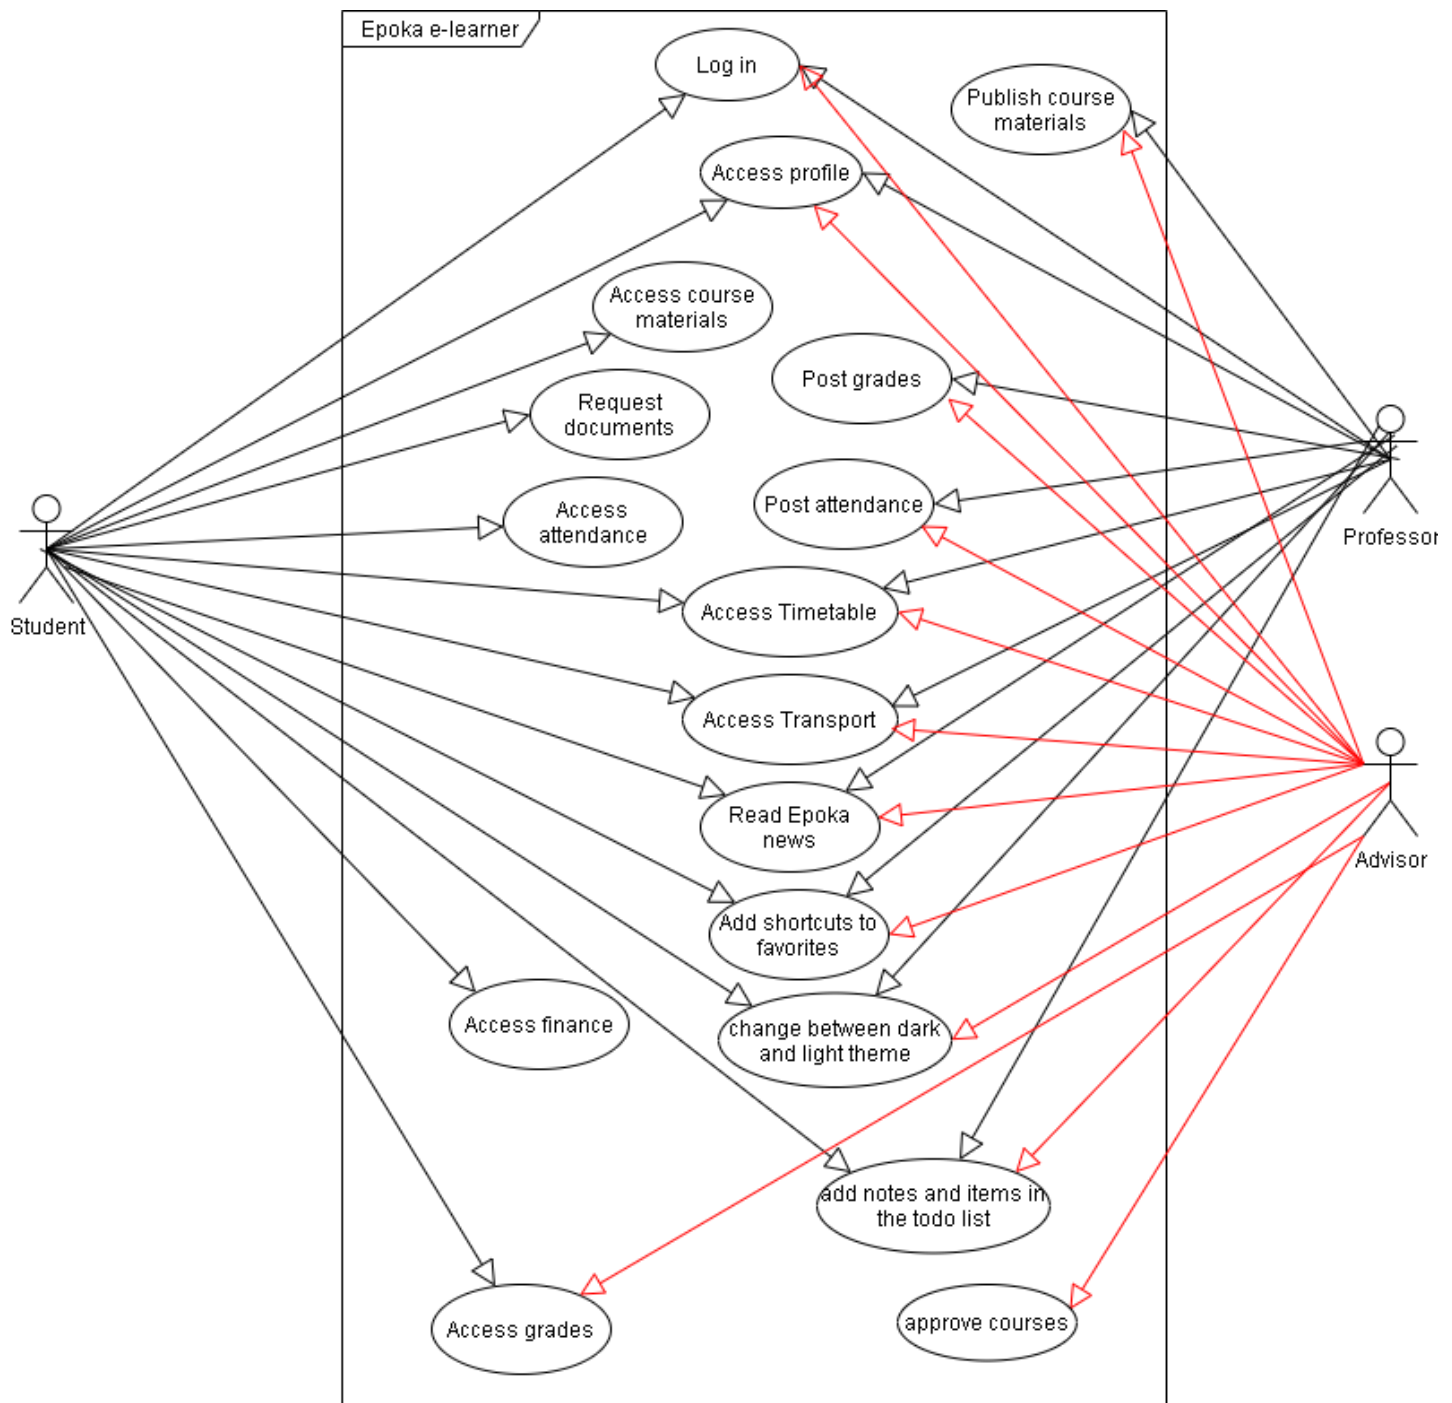 Epoka e-learner
Log in
Publish course
materials
Access profile
Access course
materials
Post grades
Request
documents
Post attendance
Access
attendance
Professor
Access Timetable
Student
Access Transport
Read Epoka
news
Advisor
Add shortcuts to
favorites
Access finance
change between dark
and light theme
add notes and items in
the todo list
Access grades
approve courses